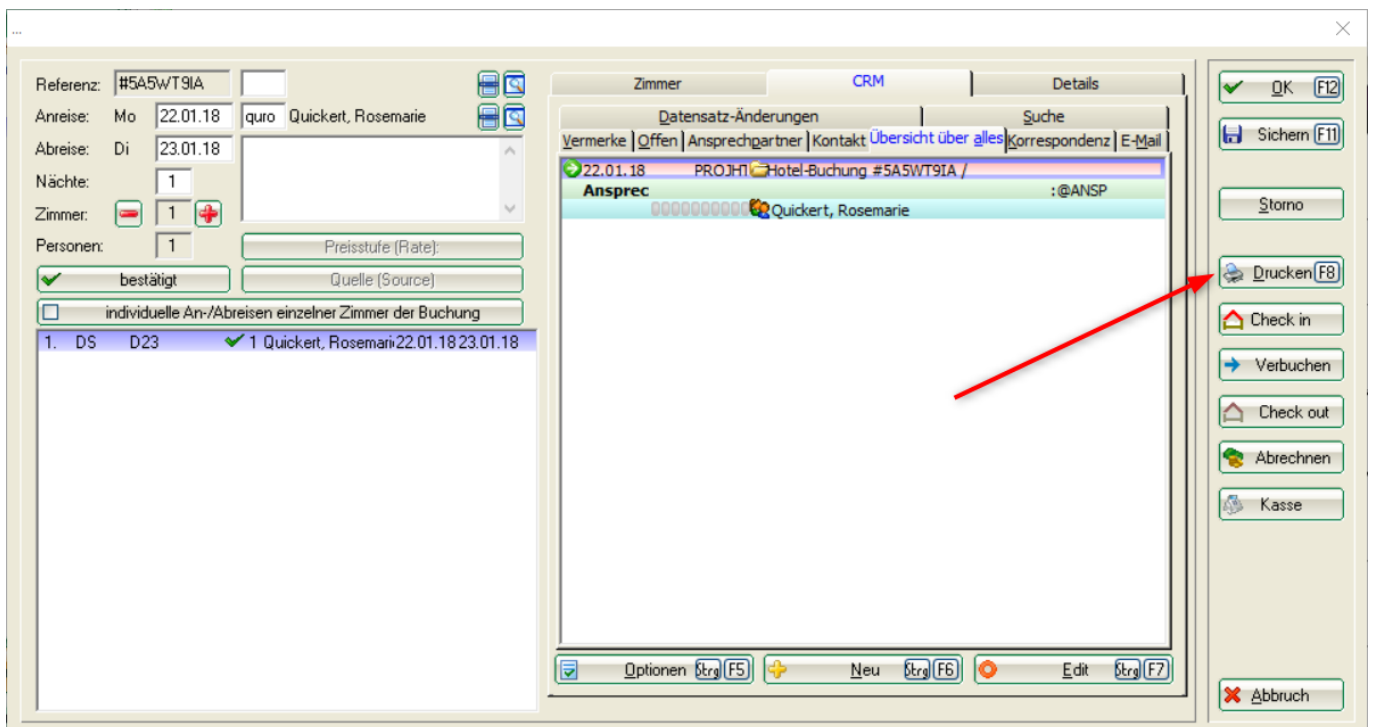 ...
Referenz: #5A5WT9IA
Anreise: Mo 22.01.18 quro Quickert, Rosemarie
Abreise: Di 23.01.18
Nächte: 1
Zimmer: 1
Personen: 1 Preisstufe (Rate):
bestätigt Quelle (Source)
individuelle An-/Abreisen einzelner Zimmer der Buchung
1. DS D23 1 Quickert, Rosemari 22.01.18 23.01.18
Zimmer CRM Details
Datensatz-Änderungen Suche
Vermerke Offen Ansprechpartner Kontakt Übersicht über alles Korrespondenz E-Mail
22.01.18 PROJHT Hotel-Buchung #5A5WT9IA /
Ansprec :@ANSP
0000000000 Quickert, Rosemarie
Optionen Strg F5 Neu Strg F6 Edit Strg F7
OK F12
Sichern F11
Storno
Drucken F8
Check in
Verbuchen
Check out
Abrechnen
Kasse
Abbruch